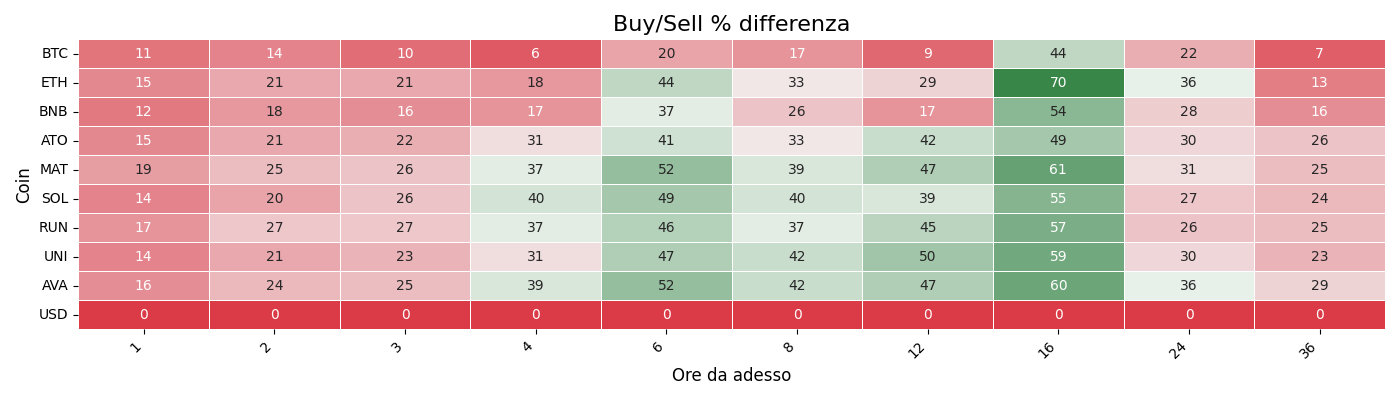 Buy/Sell % differenza
Coin
BTC 11 14 10 6 20 17 9 44 22 7
ETH 15 21 21 18 44 33 29 70 36 13
BNB 12 18 16 17 37 26 17 54 28 16
ATO 15 21 22 31 41 33 42 49 30 26
MAT 19 25 26 37 52 39 47 61 31 25
SOL 14 20 26 40 49 40 39 55 27 24
RUN 17 27 27 37 46 37 45 57 26 25
UNI 14 21 23 31 47 42 50 59 30 23
AVA 16 24 25 39 52 42 47 60 36 29
USD 0 0 0 0 0 0 0 0 0 0
1 2 3 4 6 8 12 16 24 36
Ore da adesso